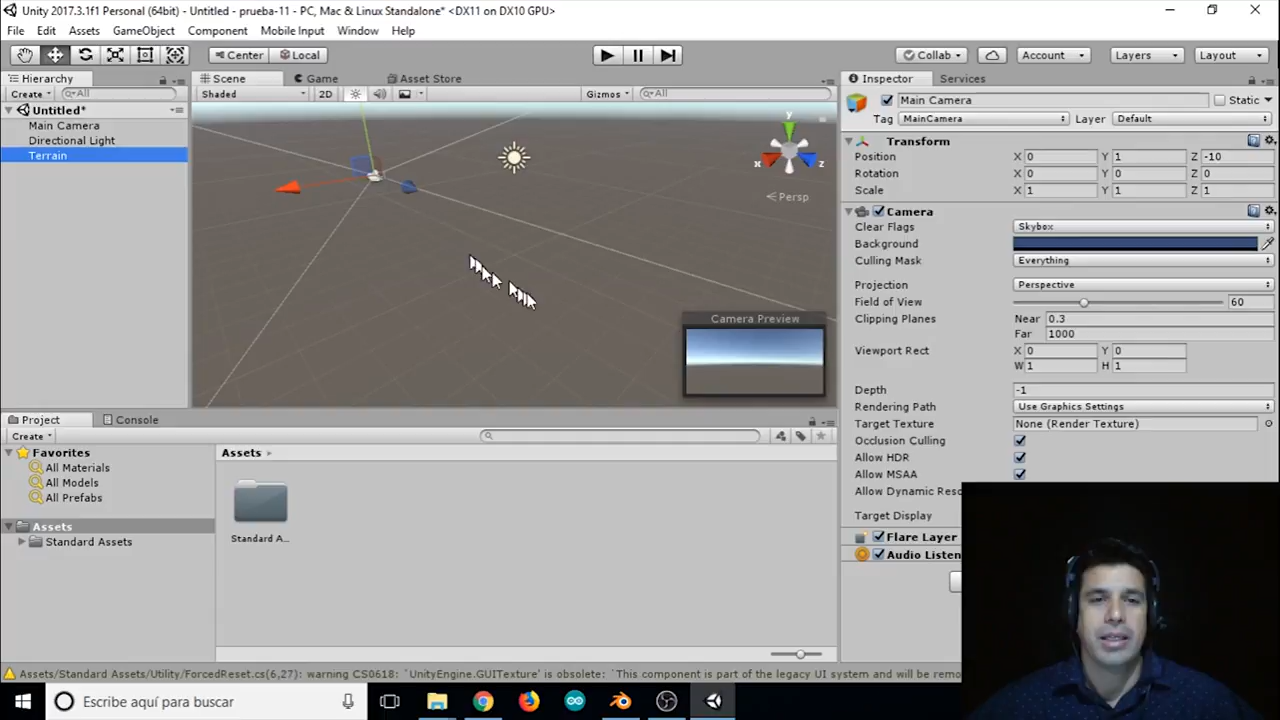 Unity 2017.3.1f1 Personal (64bit) - Untitled - prueba-11 - PC, Mac & Linux Standalone* <DX11 on DX10 GPU>
File Edit Assets GameObject Component Mobile Input Window Help
Center Local Collab Account Layers Layout
Hierarchy Scene Game Asset Store Inspector Services
Create All Shaded 2D Gizmos All Main Camera Static
Untitled*
Main Camera
Directional Light
Terrain
y
x z
Persp
Camera Preview
Tag MainCamera Layer Default
Transform
Position X 0 Y 1 Z -10
Rotation X 0 Y 0 Z 0
Scale X 1 Y 1 Z 1
Camera
Clear Flags Skybox
Background
Culling Mask Everything
Projection Perspective
Field of View 60
Clipping Planes Near 0.3
Far 1000
Viewport Rect X 0 Y 0
W 1 H 1
Depth -1
Rendering Path Use Graphics Settings
Target Texture None (Render Texture)
Occlusion Culling
Allow HDR
Allow MSAA
Allow Dynamic Reso
Target Display
Flare Layer
Audio Listen
Project Console
Create
Favorites
All Materials
All Models
All Prefabs
Assets
Standard Assets
Assets
Standard A...
Assets/Standard Assets/Utility/ForcedReset.cs(6,27): warning CS0618: `UnityEngine.GUITexture' is obsolete: `This component is part of the legacy UI system and will be remo
Escribe aquí para buscar